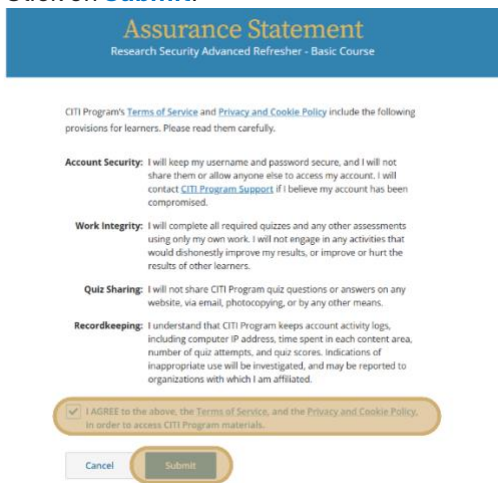 Click on Submit.
Assurance Statement
Research Security Advanced Refresher - Basic Course
CITI Program's Terms of Service and Privacy and Cookie Policy include the following
provisions for learners. Please read them carefully.
Account Security: I will keep my username and password secure, and I will not
share them or allow anyone else to access my account. I will
contact CITI Program Support if I believe my account has been
compromised.
Work Integrity: I will complete all required quizzes and any other assessments
using only my own work. I will not engage in any activities that
would dishonestly improve my results, or improve or hurt the
results of other learners.
Quiz Sharing: I will not share CITI Program quiz questions or answers on any
website, via email, photocopying, or by any other means.
Recordkeeping: I understand that CITI Program keeps account activity logs,
including computer IP address, time spent in each content area,
number of quiz attempts, and quiz scores. Indications of
inappropriate use will be investigated, and may be reported to
organizations with which I am affiliated.
I AGREE to the above, the Terms of Service, and the Privacy and Cookie Policy,
in order to access CITI Program materials.
Cancel Submit